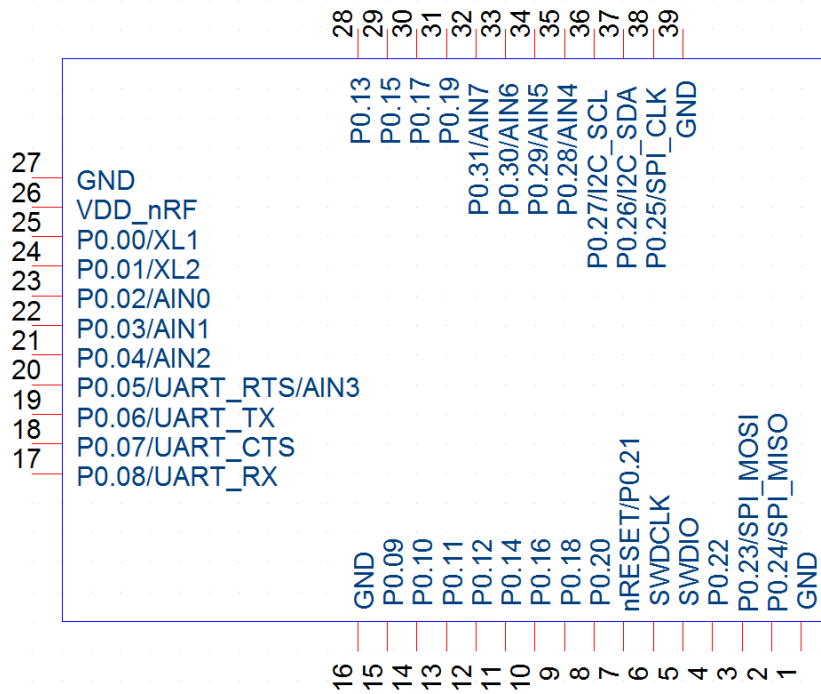 28
29
30
31
32
33
34
35
36
37
38
39
P0.13
P0.15
P0.17
P0.19
P0.31/AIN7
P0.30/AIN6
P0.29/AIN5
P0.28/AIN4
P0.27/I2C_SCL
P0.26/I2C_SDA
P0.25/SPI_CLK
GND
27 GND
26 VDD_nRF
25 P0.00/XL1
24 P0.01/XL2
23 P0.02/AIN0
22 P0.03/AIN1
21 P0.04/AIN2
20 P0.05/UART_RTS/AIN3
19 P0.06/UART_TX
18 P0.07/UART_CTS
17 P0.08/UART_RX
GND
P0.09
P0.10
P0.11
P0.12
P0.14
P0.16
P0.18
P0.20
nRESET/P0.21
SWDCLK
SWDIO
P0.22
P0.23/SPI_MOSI
P0.24/SPI_MISO
GND
16
15
14
13
12
11
10
9
8
7
6
5
4
3
2
1